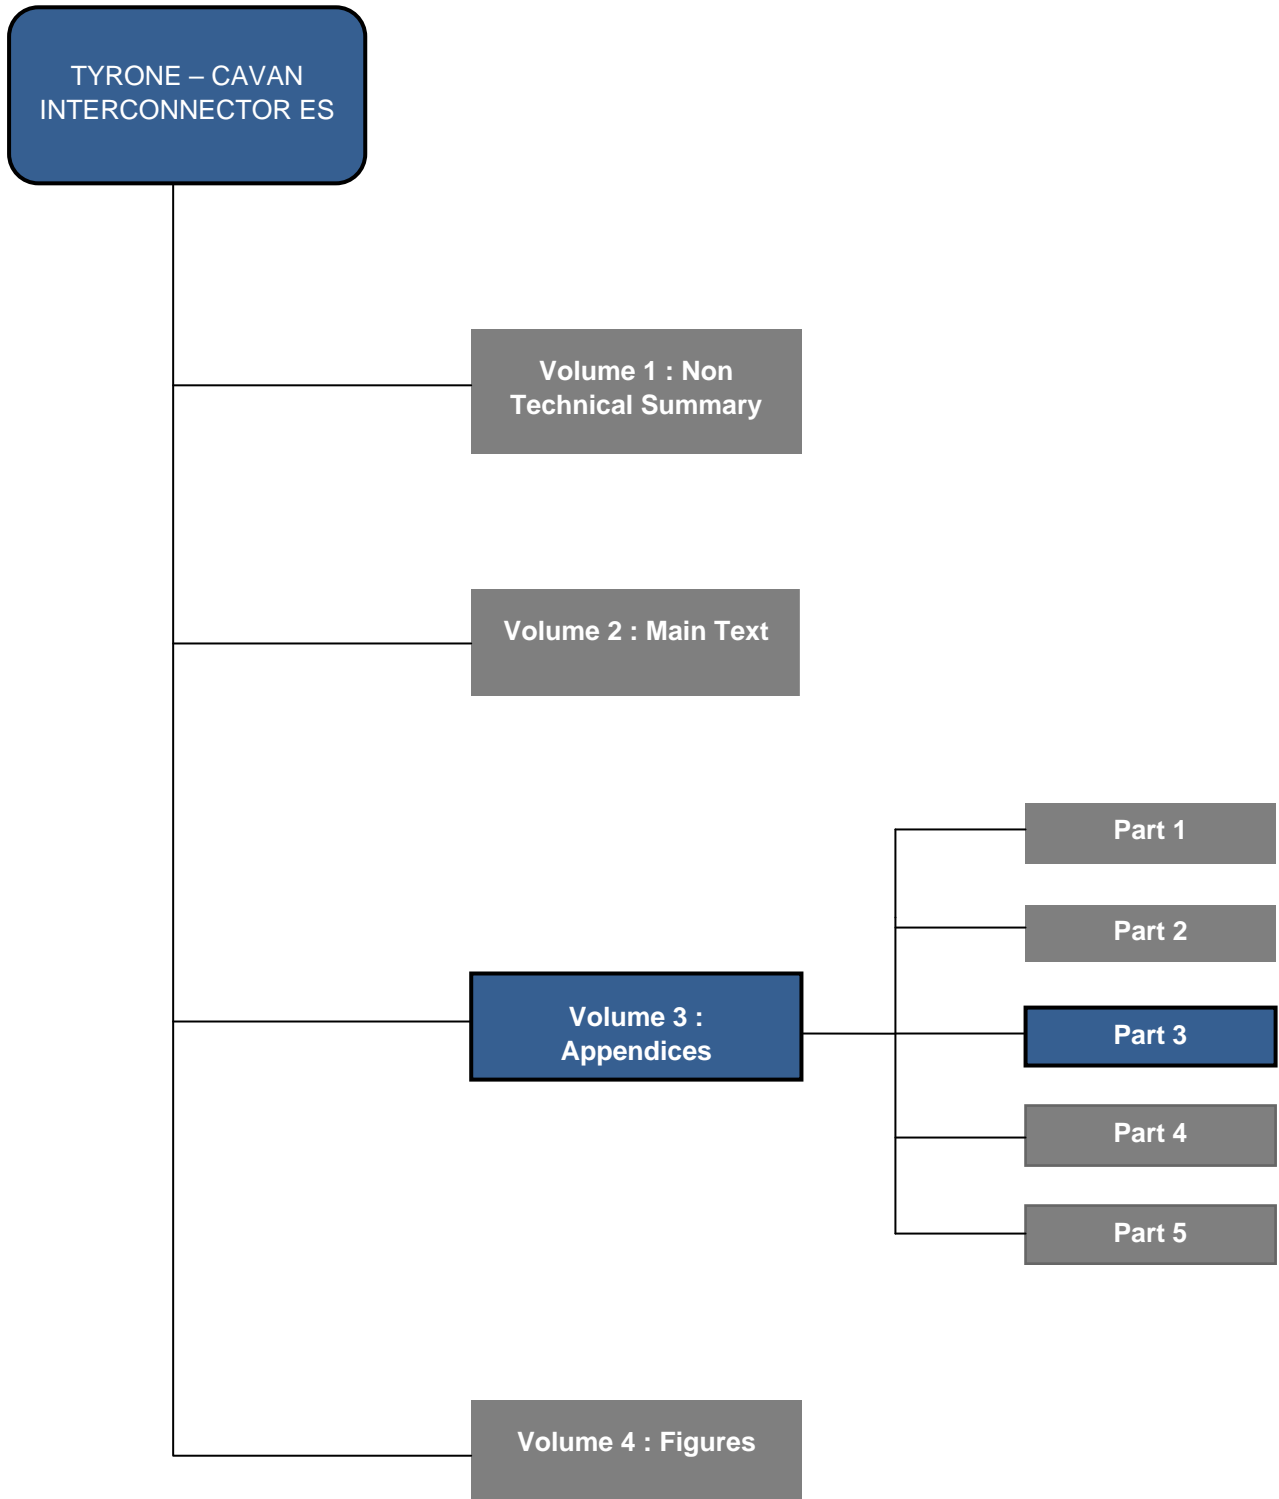 TYRONE – CAVAN
INTERCONNECTOR ES
Volume 1 : Non
Technical Summary
Volume 2 : Main Text
Volume 3 :
Appendices
Part 1
Part 2
Part 3
Part 4
Part 5
Volume 4 : Figures